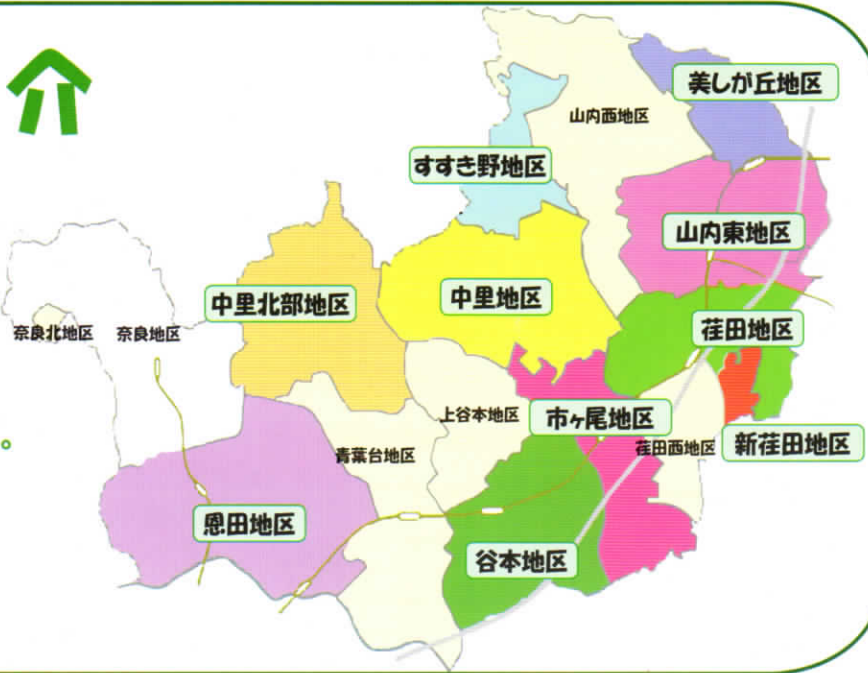 美しが丘地区
山内西地区
すすき野地区
山内東地区
中里北部地区
中里地区
荏田地区
奈良北地区
奈良地区
上谷本地区
市ヶ尾地区
青葉台地区
荏田西地区
新荏田地区
恩田地区
谷本地区